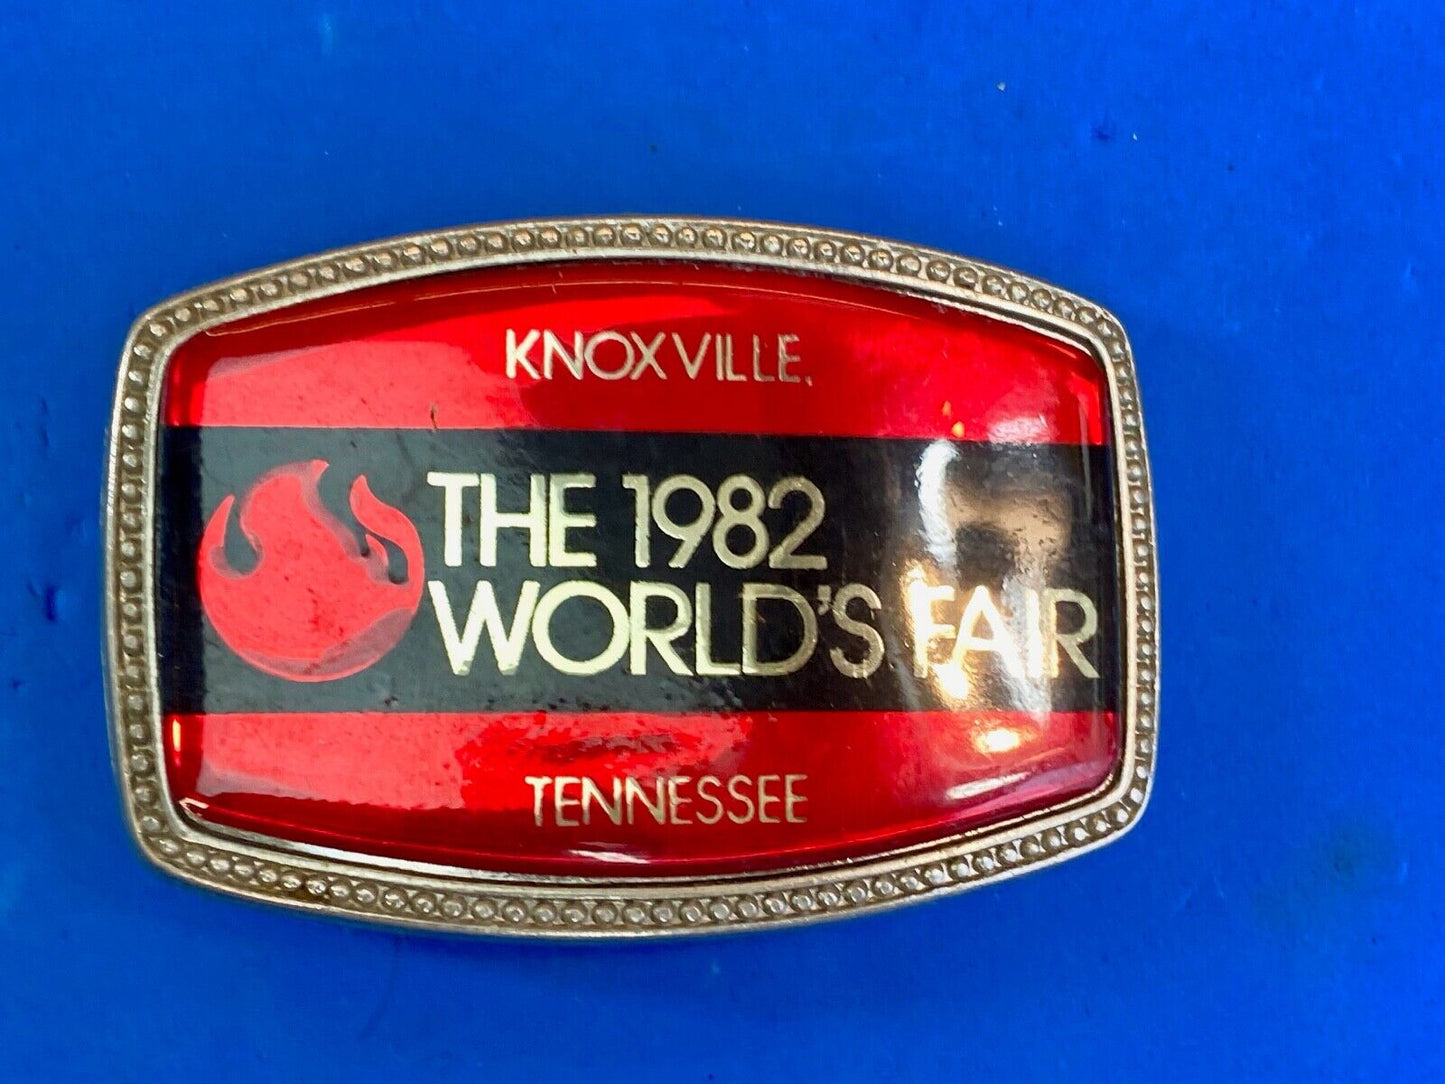 KNOXVILLE,
THE 1982
WORLD'S FAIR
TENNESSEE